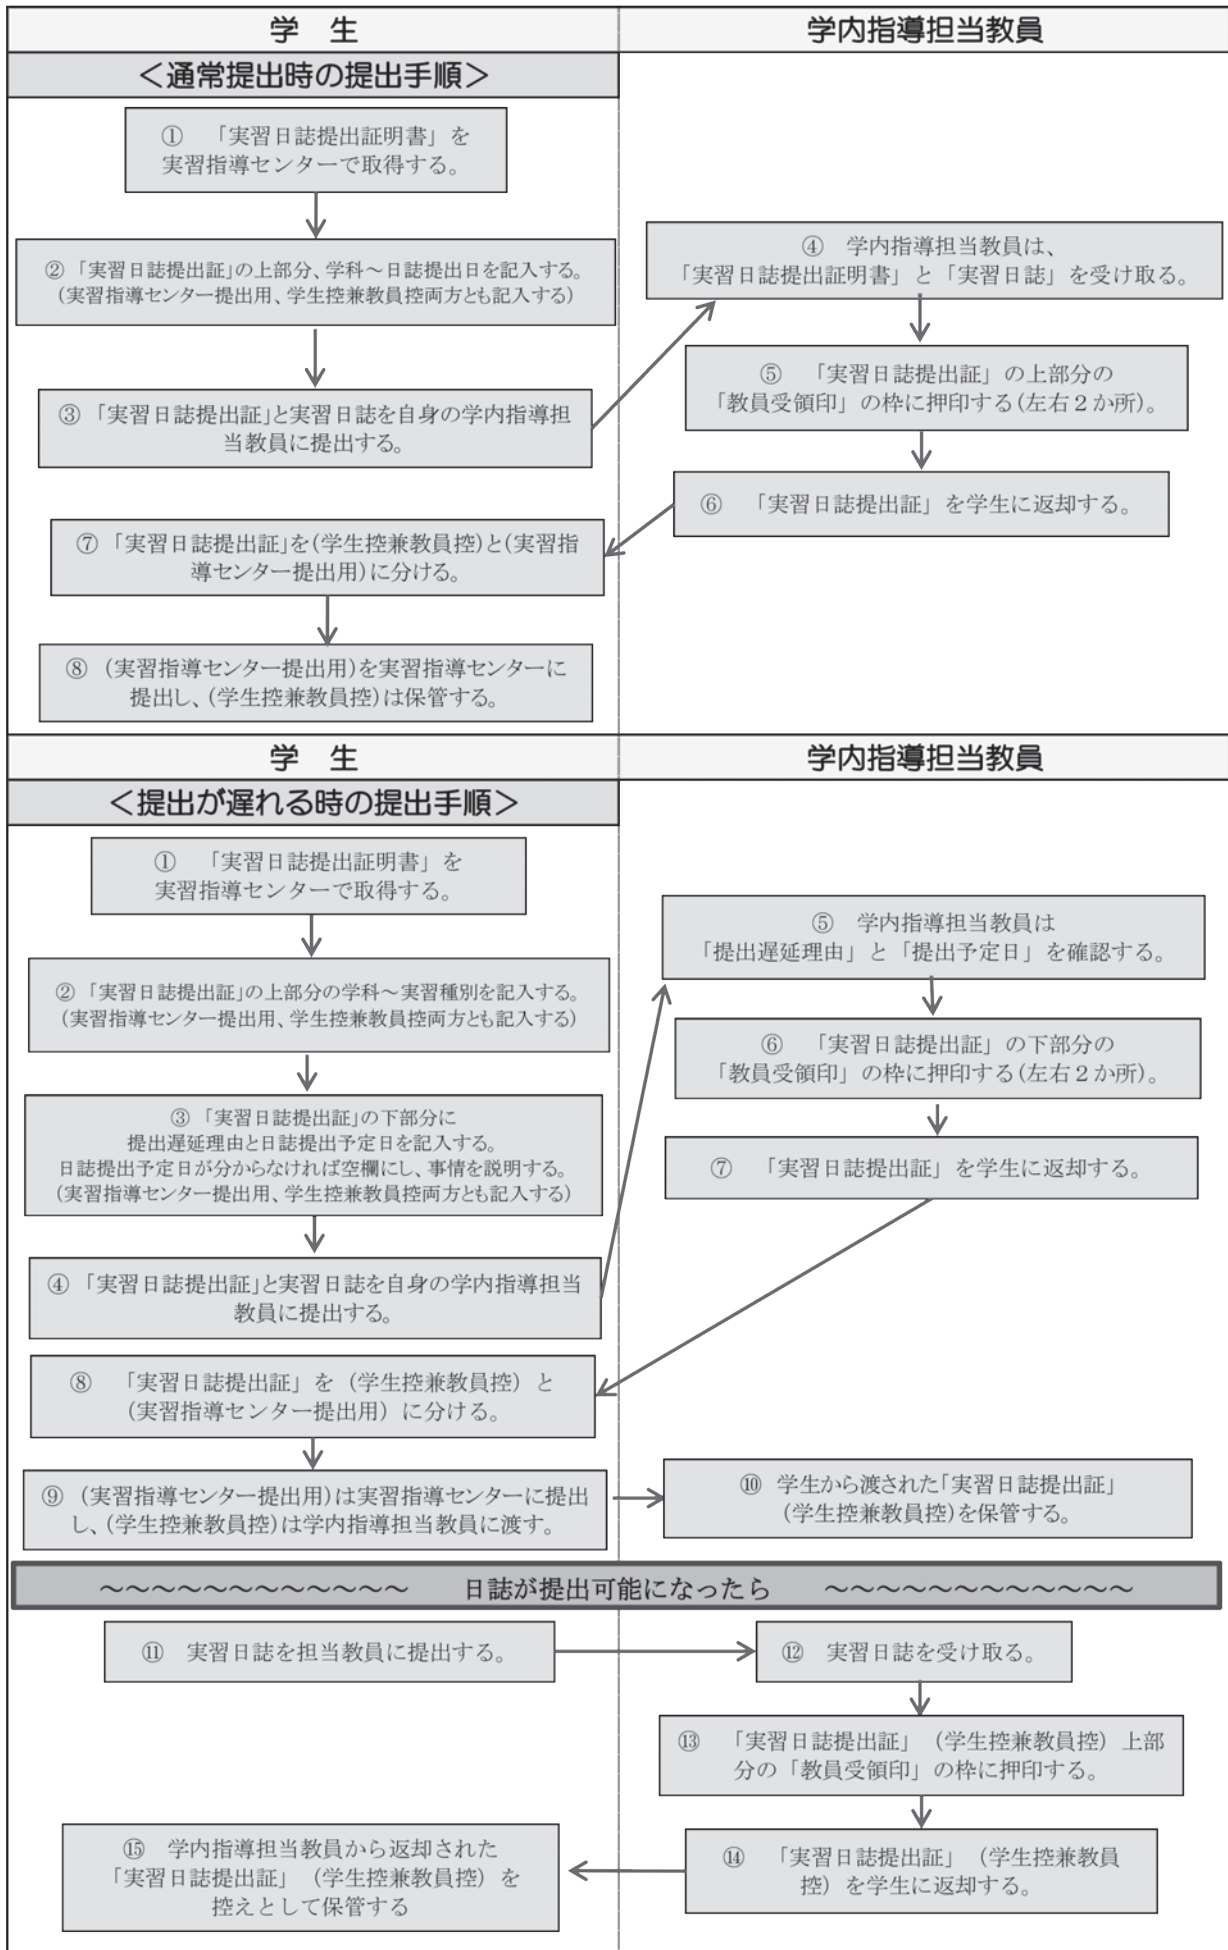 学　生
学内指導担当教員
＜通常提出時の提出手順＞
①　「実習日誌提出証明書」を
実習指導センターで取得する。
②「実習日誌提出証」の上部分、学科～日誌提出日を記入する。
(実習指導センター提出用、学生控兼教員控両方とも記入する)
③「実習日誌提出証」と実習日誌を自身の学内指導担
当教員に提出する。
④　学内指導担当教員は、
「実習日誌提出証明書」と「実習日誌」を受け取る。
⑤　「実習日誌提出証」の上部分の
「教員受領印」の枠に押印する(左右２か所)。
⑥　「実習日誌提出証」を学生に返却する。
⑦「実習日誌提出証」を(学生控兼教員控)と(実習指
導センター提出用)に分ける。
⑧　(実習指導センター提出用)を実習指導センターに
提出し、(学生控兼教員控)は保管する。
学　生
学内指導担当教員
＜提出が遅れる時の提出手順＞
①　「実習日誌提出証明書」を
実習指導センターで取得する。
②「実習日誌提出証」の上部分の学科～実習種別を記入する。
(実習指導センター提出用、学生控兼教員控両方とも記入する)
③「実習日誌提出証」の下部分に
提出遅延理由と日誌提出予定日を記入する。
日誌提出予定日が分からなければ空欄にし、事情を説明する。
(実習指導センター提出用、学生控兼教員控両方とも記入する)
④「実習日誌提出証」と実習日誌を自身の学内指導担当
教員に提出する。
⑤　学内指導担当教員は
「提出遅延理由」と「提出予定日」を確認する。
⑥　「実習日誌提出証」の下部分の
「教員受領印」の枠に押印する(左右２か所)。
⑦　「実習日誌提出証」を学生に返却する。
⑧　「実習日誌提出証」を（学生控兼教員控）と
（実習指導センター提出用）に分ける。
⑨　(実習指導センター提出用)は実習指導センターに提出
し、(学生控兼教員控)は学内指導担当教員に渡す。
⑩ 学生から渡された「実習日誌提出証」
(学生控兼教員控)を保管する。
～～～～～～～～～～～～　日誌が提出可能になったら　～～～～～～～～～～～～
⑪　実習日誌を担当教員に提出する。
⑫　実習日誌を受け取る。
⑬　「実習日誌提出証」（学生控兼教員控）上部
分の「教員受領印」の枠に押印する。
⑭　「実習日誌提出証」（学生控兼教員
控）を学生に返却する。
⑮　学内指導担当教員から返却された
「実習日誌提出証」（学生控兼教員控）を
控えとして保管する